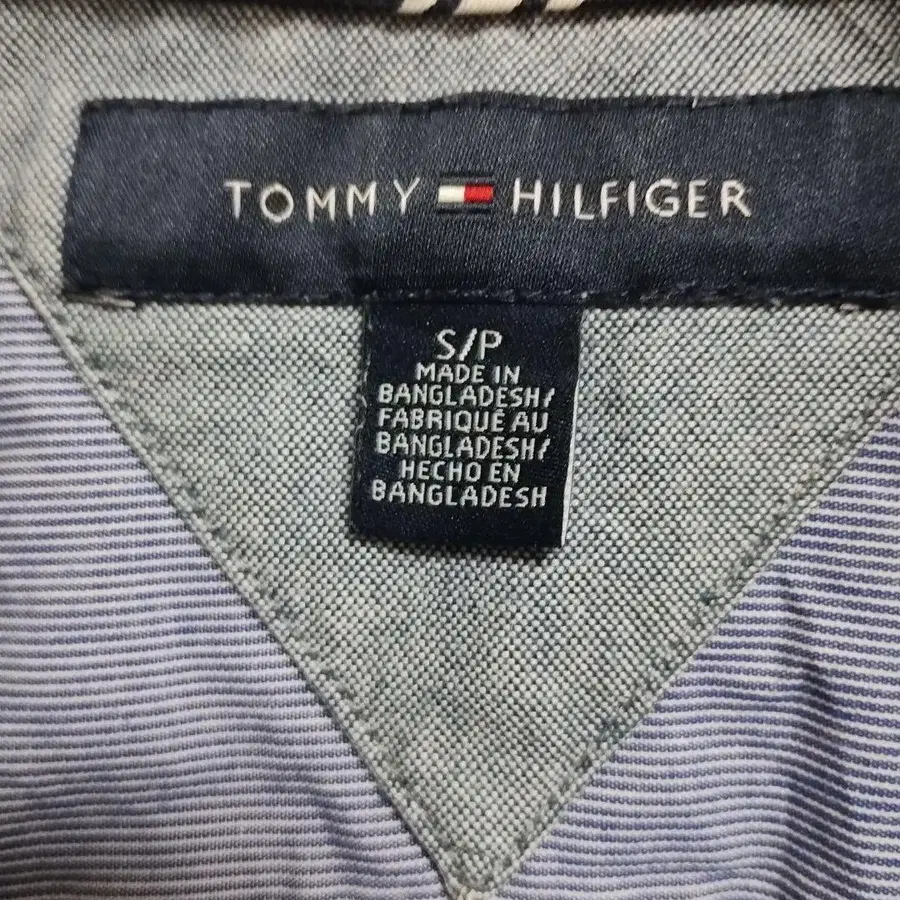 TOMMY HILFIGER
S/P
MADE IN
BANGLADESH/
FABRIQUÉ AU
BANGLADESH/
HECHO EN
BANGLADESH